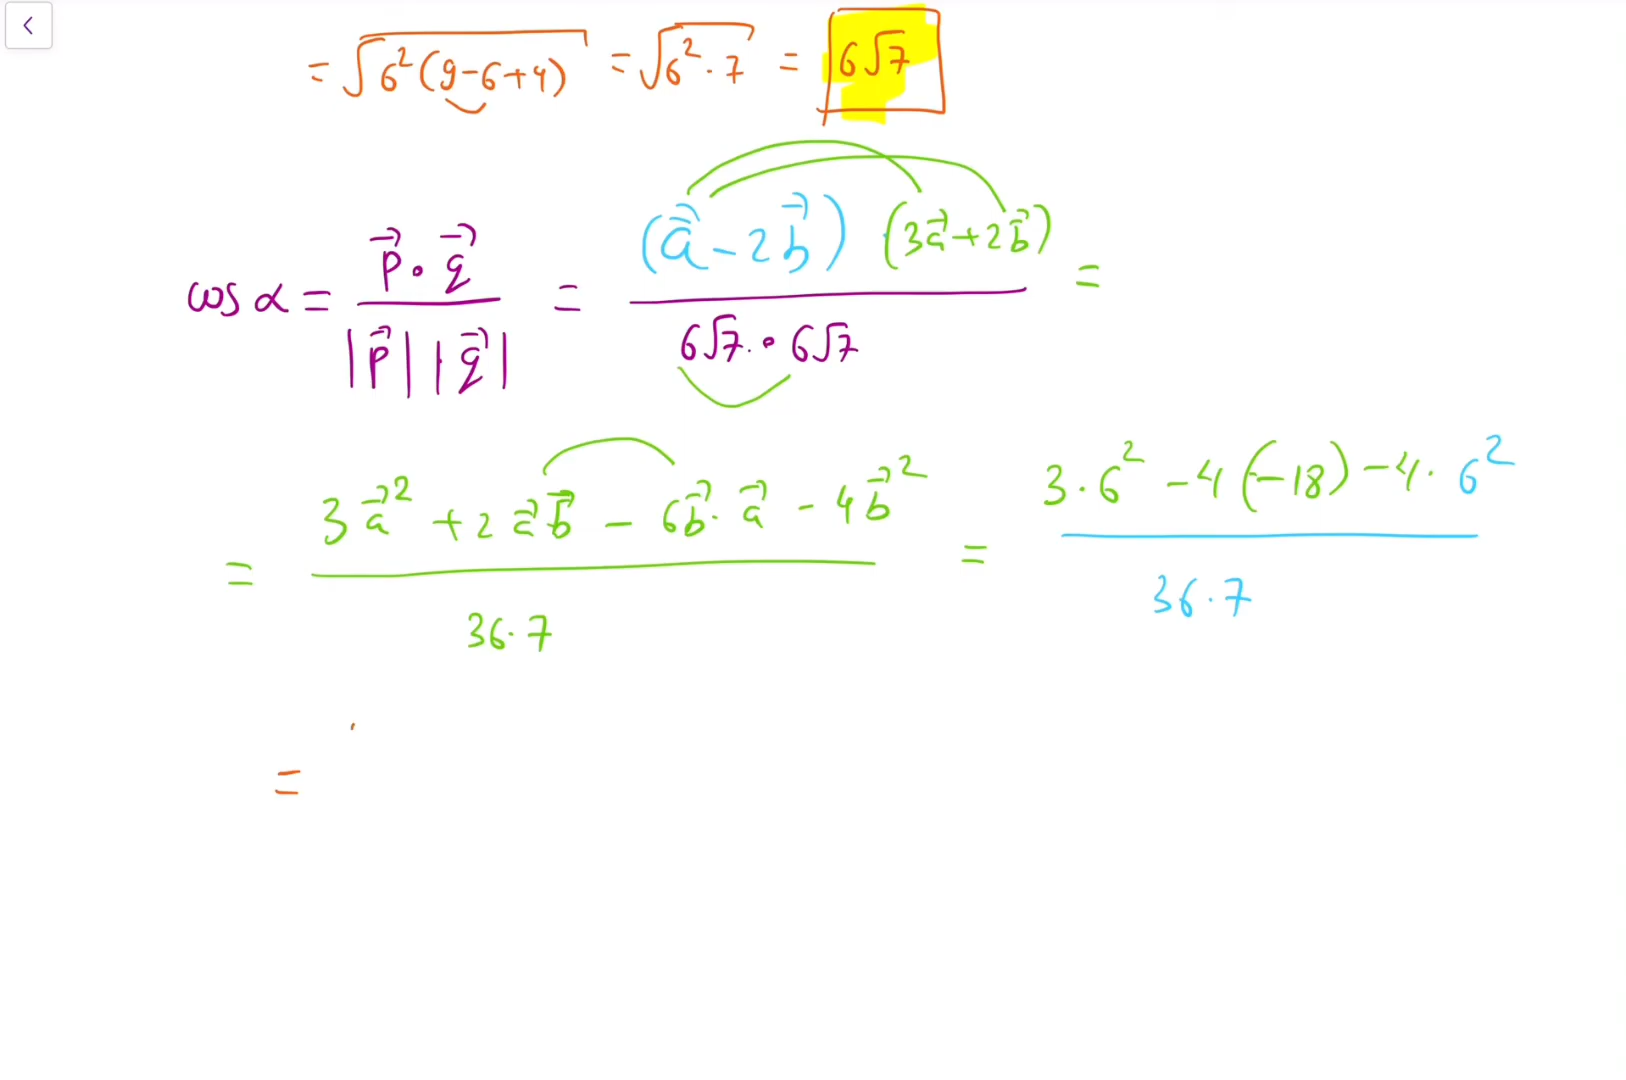 = √(6²(9-6+4)) = √(6²·7) = 6√7
cos α = (p⃗ · q⃗) / (|p⃗| |q⃗|) = ((a⃗ - 2b⃗) (3a⃗ + 2b⃗)) / (6√7 · 6√7) =
= (3a⃗² + 2a⃗b⃗ - 6b⃗·a⃗ - 4b⃗²) / (36·7) = (3·6² - 4(-18) - 4·6²) / (36·7)
=